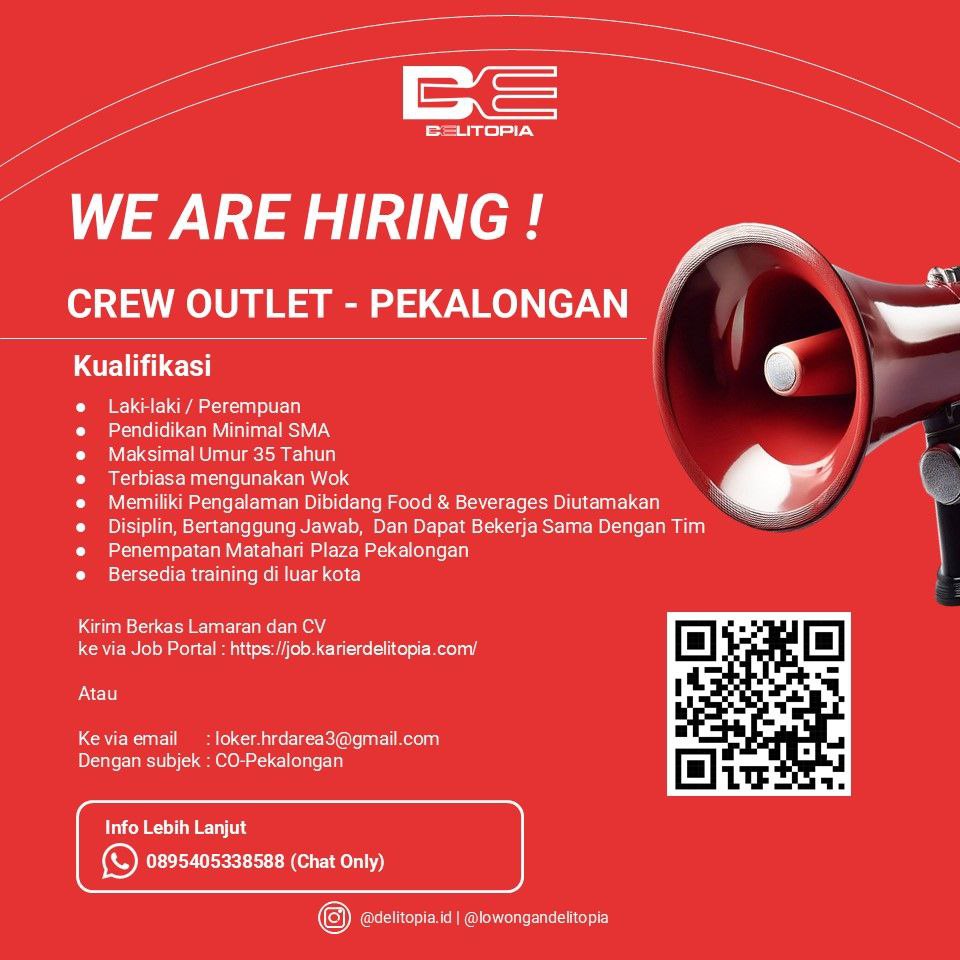 BE
BELITOPIA
WE ARE HIRING !
CREW OUTLET - PEKALONGAN
Kualifikasi
● Laki-laki / Perempuan
● Pendidikan Minimal SMA
● Maksimal Umur 35 Tahun
● Terbiasa mengunakan Wok
● Memiliki Pengalaman Dibidang Food & Beverages Diutamakan
● Disiplin, Bertanggung Jawab, Dan Dapat Bekerja Sama Dengan Tim
● Penempatan Matahari Plaza Pekalongan
● Bersedia training di luar kota
Kirim Berkas Lamaran dan CV
ke via Job Portal : https://job.karierdelitopia.com/
Atau
Ke via email : loker.hrdarea3@gmail.com
Dengan subjek : CO-Pekalongan
Info Lebih Lanjut
0895405338588 (Chat Only)
@delitopia.id | @lowongandelitopia